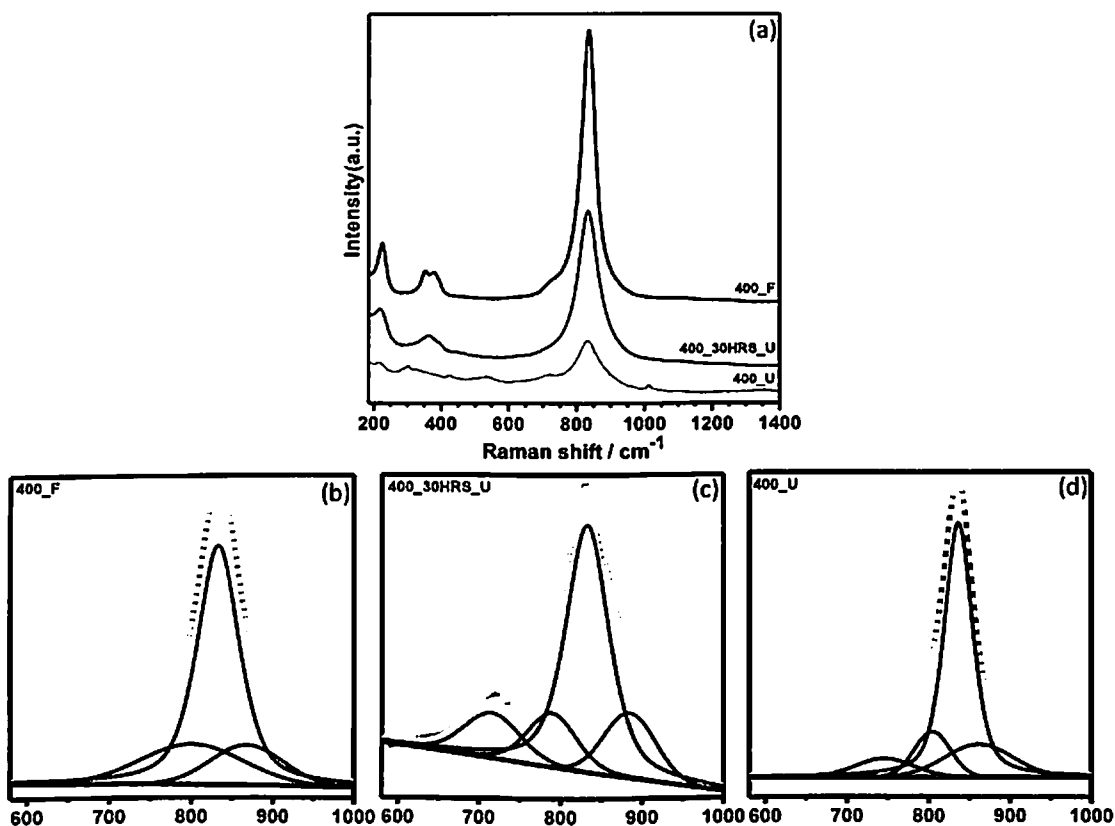 (a)
Intensity(a.u.)
400_F
400_30HRS_U
400_U
200 400 600 800 1000 1200 1400
Raman shift / cm-1
400_F (b)
400_30HRS_U (c)
400_U (d)
600 700 800 900 1000
600 700 800 900 1000
600 700 800 900 1000